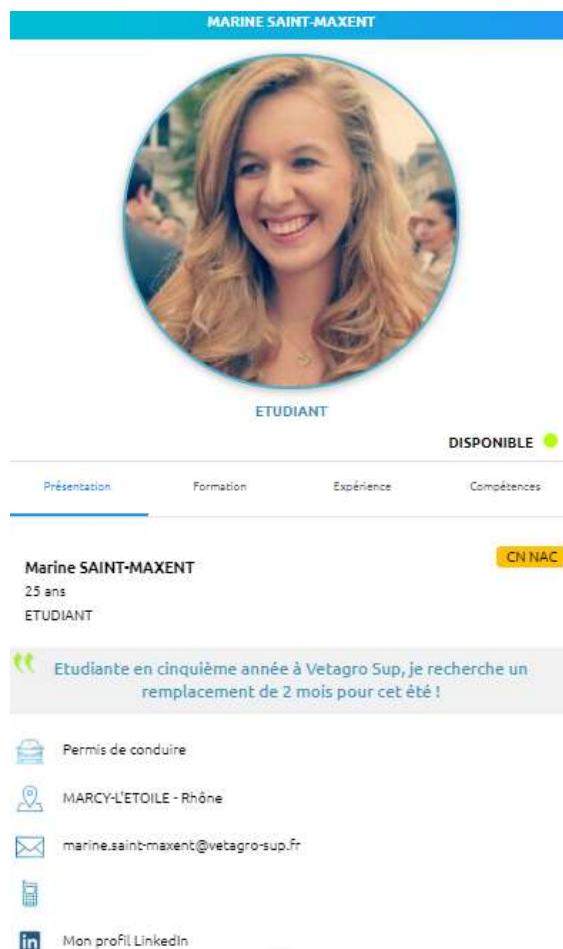 MARINE SAINT-MAXENT
ETUDIANT
DISPONIBLE
Présentation Formation Expérience Compétences
Marine SAINT-MAXENT
CN NAC
25 ans
ETUDIANT
Etudiante en cinquième année à Vetagro Sup, je recherche un
remplacement de 2 mois pour cet été !
Permis de conduire
MARCY-L'ETOILE - Rhône
marine.saint-maxent@vetagro-sup.fr
in Mon profil LinkedIn